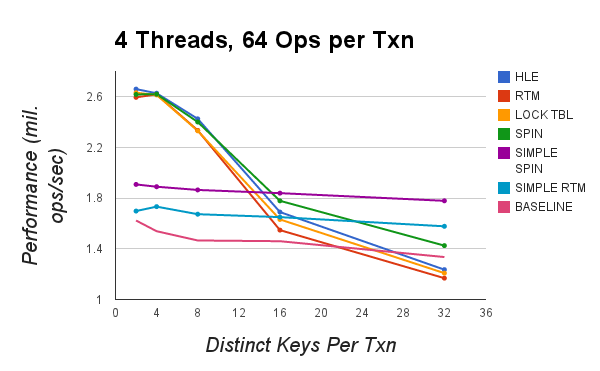 4 Threads, 64 Ops per Txn
Performance (mil.
ops/sec)
2.6
2.2
1.8
1.4
1
0 4 8 12 16 20 24 28 32 36
Distinct Keys Per Txn
HLE
RTM
LOCK TBL
SPIN
SIMPLE
SPIN
SIMPLE RTM
BASELINE